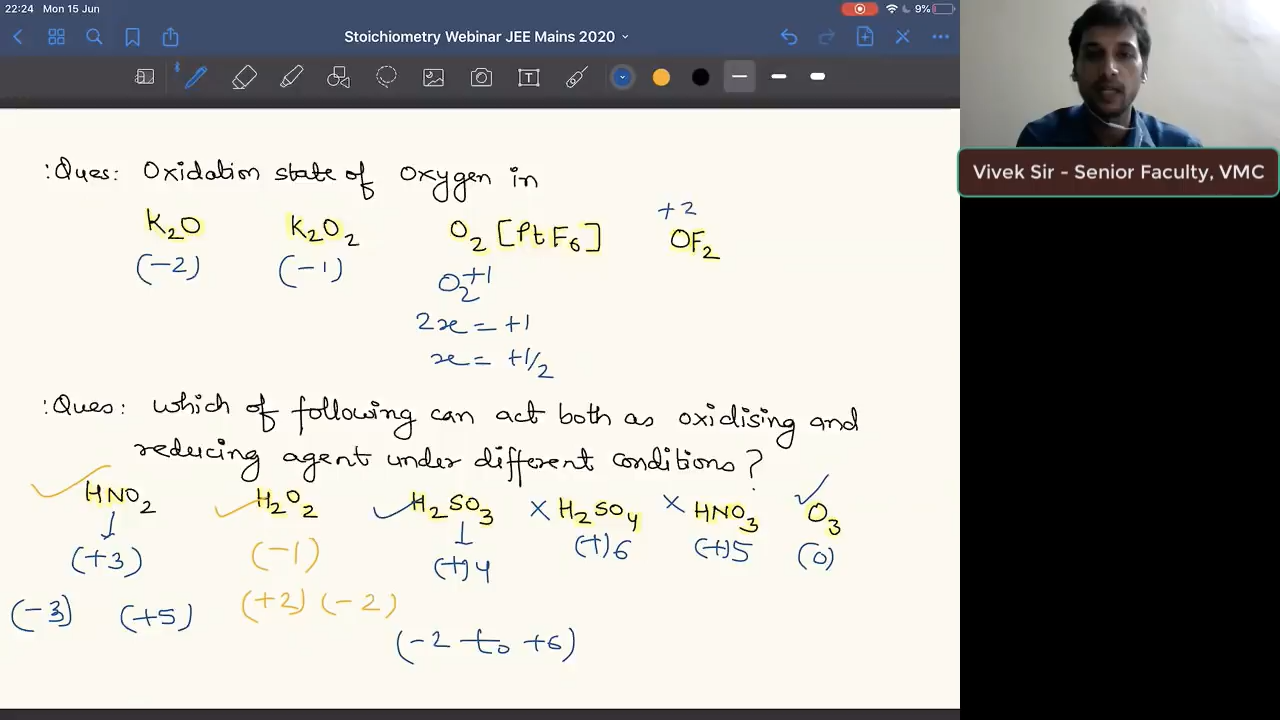 22:24 Mon 15 Jun
9%
Stoichiometry Webinar JEE Mains 2020
T
Vivek Sir - Senior Faculty, VMC
:Ques: Oxidation state of oxygen in
K₂O K₂O₂ O₂[PtF₆] OF₂
+2
(-2) (-1) O₂⁺¹
2x = +1
x = +1/2
:Ques: which of following can act both as oxidising and
reducing agent under different conditions?
HNO₂ H₂O₂ H₂SO₃ H₂SO₄ HNO₃ O₃
(+3) (-1) (+)4 (+)6 (+)5 (0)
(-3) (+5) (+2) (-2)
(-2 to +6)